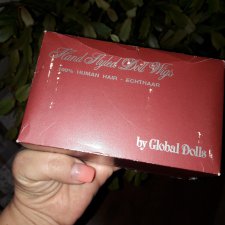 Hand Styled Doll Wigs
100% HUMAN HAIR - ECHTHAAR
by Global Dolls